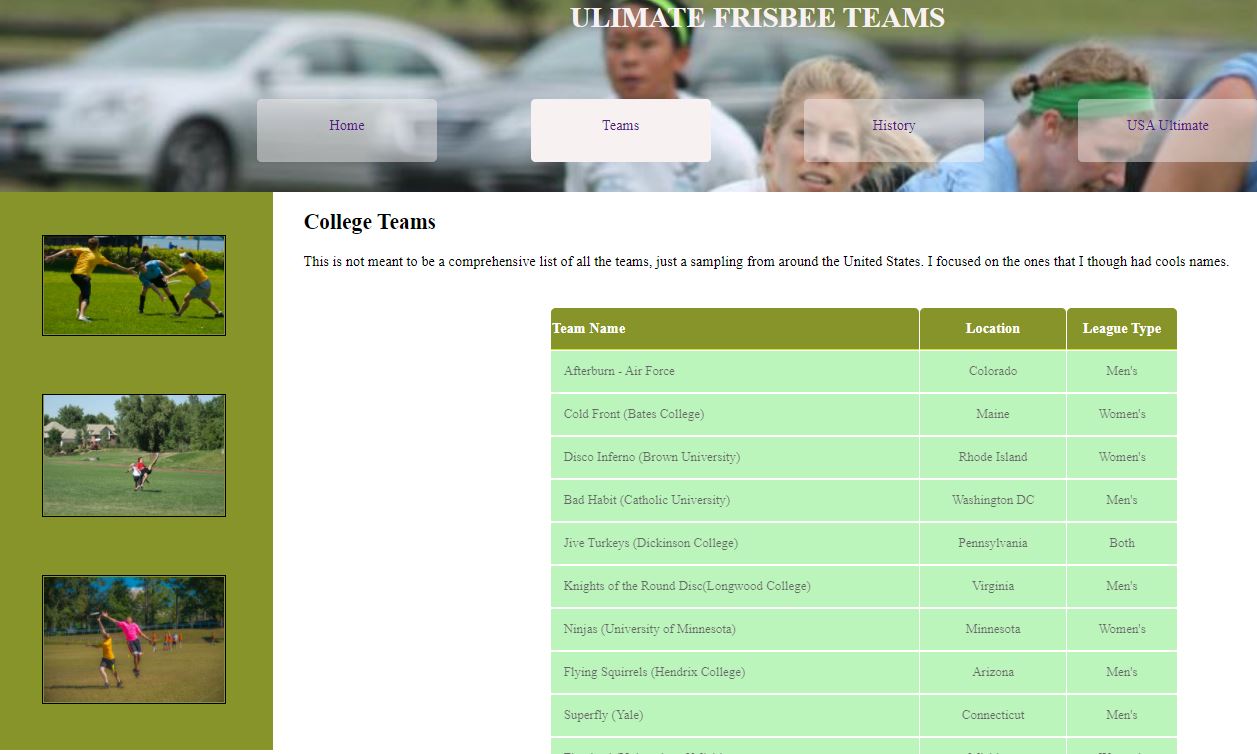 ULIMATE FRISBEE TEAMS
Home Teams History USA Ultimate
College Teams
This is not meant to be a comprehensive list of all the teams, just a sampling from around the United States. I focused on the ones that I though had cools names.
Team Name Location League Type
Afterburn - Air Force Colorado Men's
Cold Front (Bates College) Maine Women's
Disco Inferno (Brown University) Rhode Island Women's
Bad Habit (Catholic University) Washington DC Men's
Jive Turkeys (Dickinson College) Pennsylvania Both
Knights of the Round Disc(Longwood College) Virginia Men's
Ninjas (University of Minnesota) Minnesota Women's
Flying Squirrels (Hendrix College) Arizona Men's
Superfly (Yale) Connecticut Men's